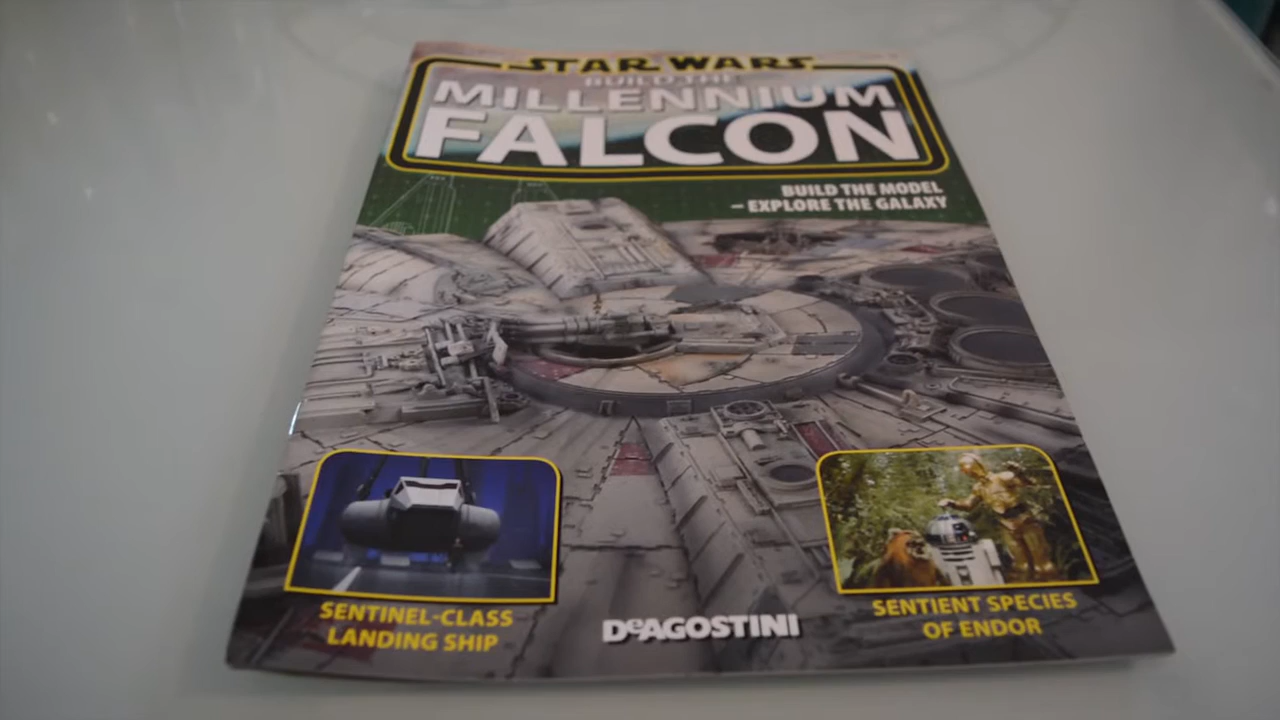 STAR WARS
BUILD THE
MILLENNIUM
FALCON
BUILD THE MODEL
– EXPLORE THE GALAXY
SENTINEL-CLASS
LANDING SHIP
DeAGOSTINI
SENTIENT SPECIES
OF ENDOR